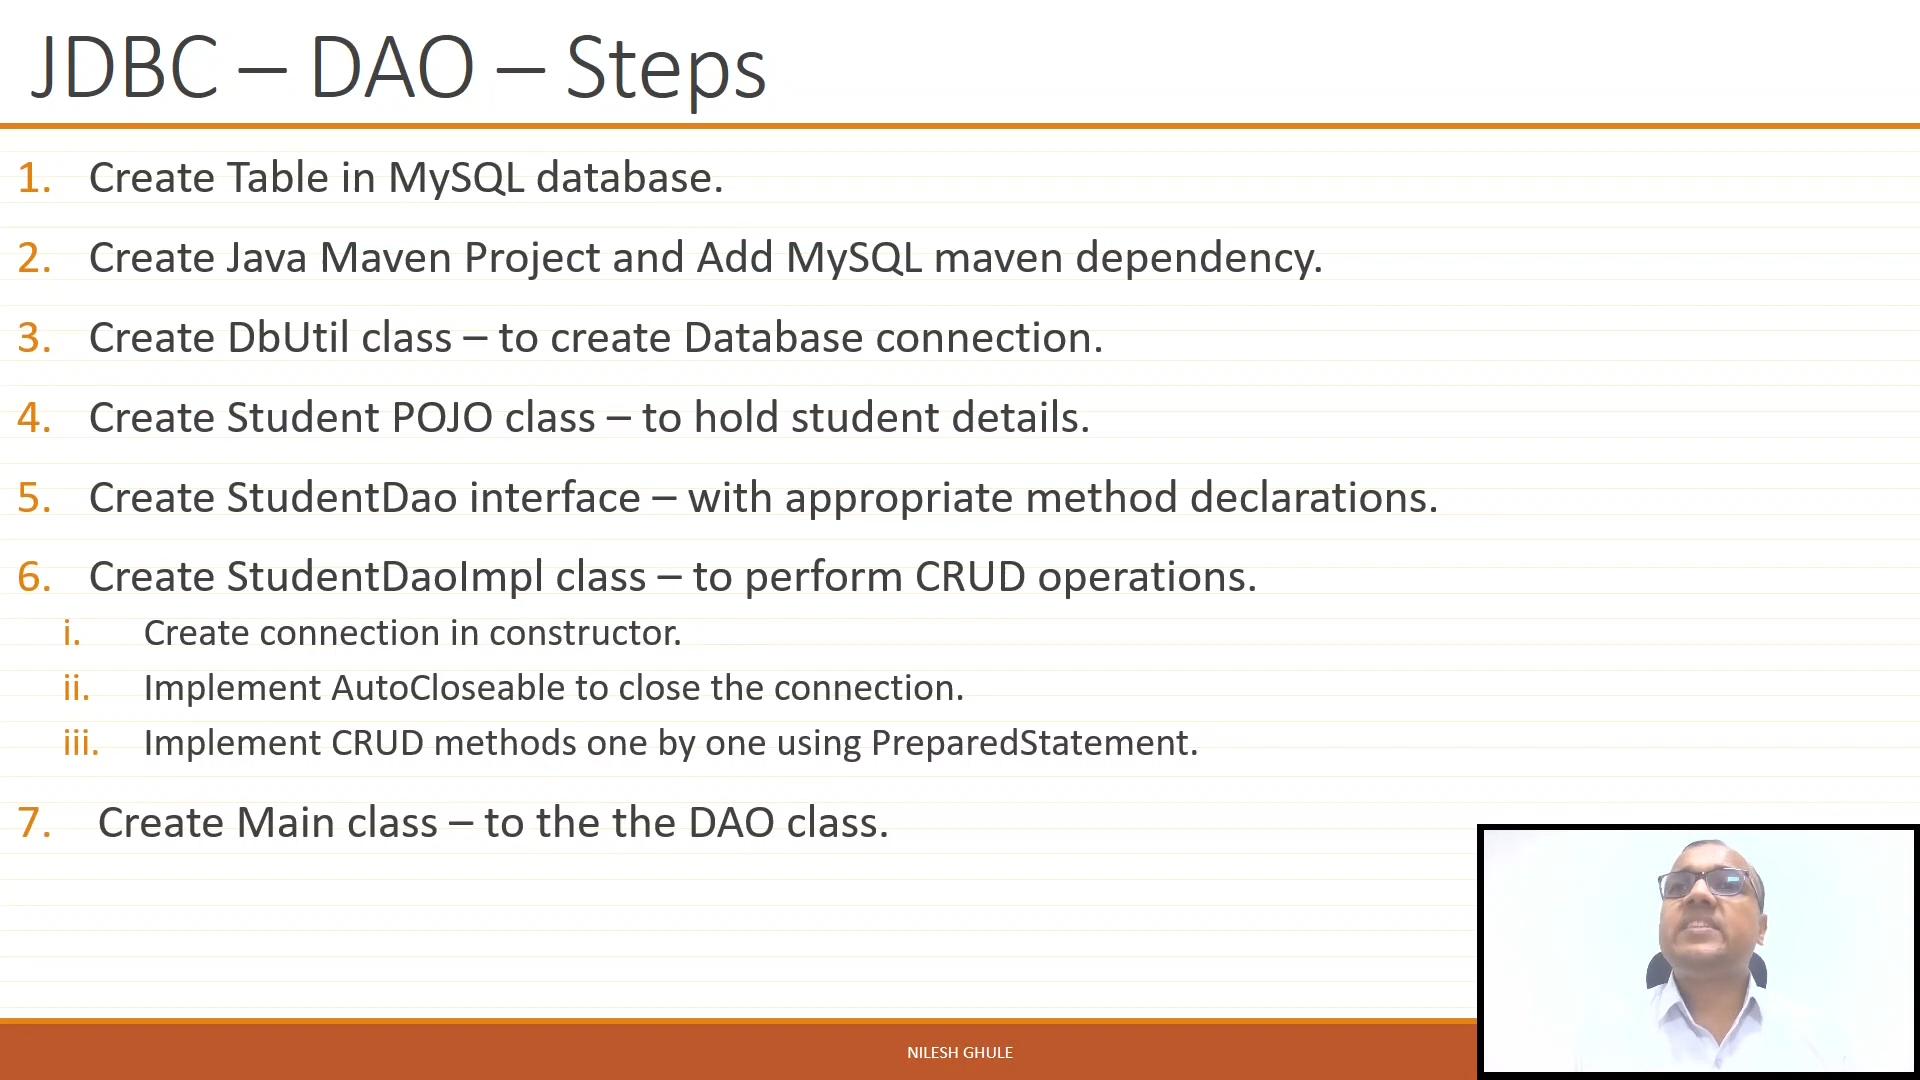 JDBC – DAO – Steps
1. Create Table in MySQL database.
2. Create Java Maven Project and Add MySQL maven dependency.
3. Create DbUtil class – to create Database connection.
4. Create Student POJO class – to hold student details.
5. Create StudentDao interface – with appropriate method declarations.
6. Create StudentDaoImpl class – to perform CRUD operations.
i. Create connection in constructor.
ii. Implement AutoCloseable to close the connection.
iii. Implement CRUD methods one by one using PreparedStatement.
7. Create Main class – to the the DAO class.
NILESH GHULE